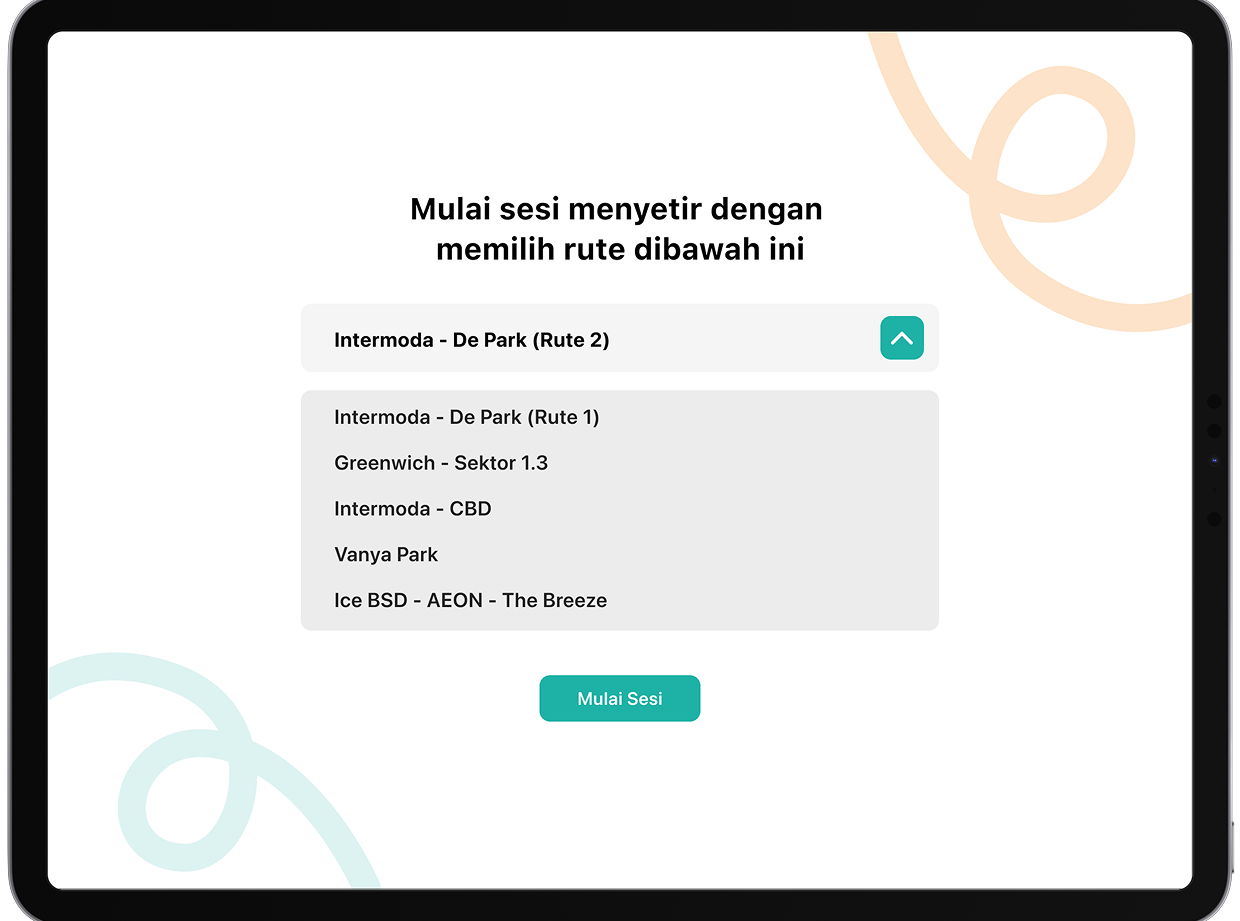 Mulai sesi menyetir dengan
memilih rute dibawah ini
Intermoda - De Park (Rute 2)
Intermoda - De Park (Rute 1)
Greenwich - Sektor 1.3
Intermoda - CBD
Vanya Park
Ice BSD - AEON - The Breeze
Mulai Sesi